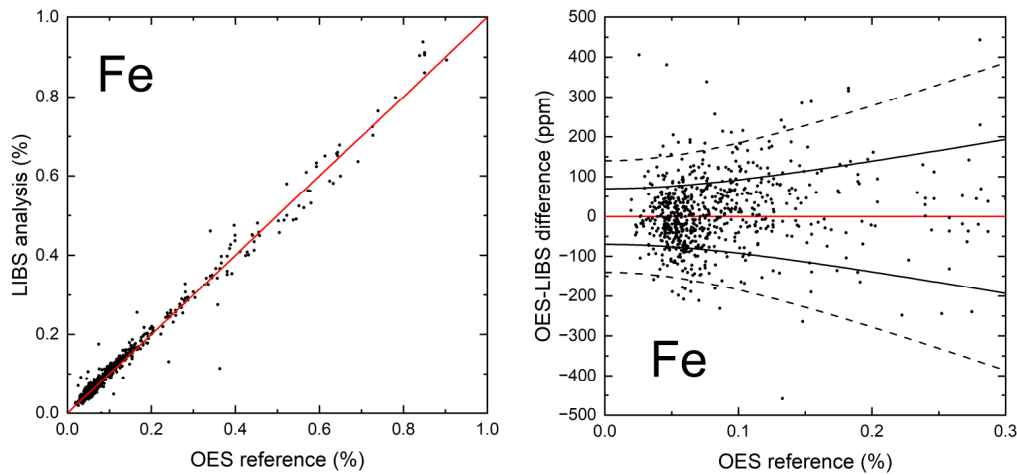 Fe
LIBS analysis (%)
1.0
0.8
0.6
0.4
0.2
0.0
0.0 0.2 0.4 0.6 0.8 1.0
OES reference (%)
OES-LIBS difference (ppm)
500
400
300
200
100
0
−100
−200
−300
−400
−500
Fe
0.0 0.1 0.2 0.3
OES reference (%)